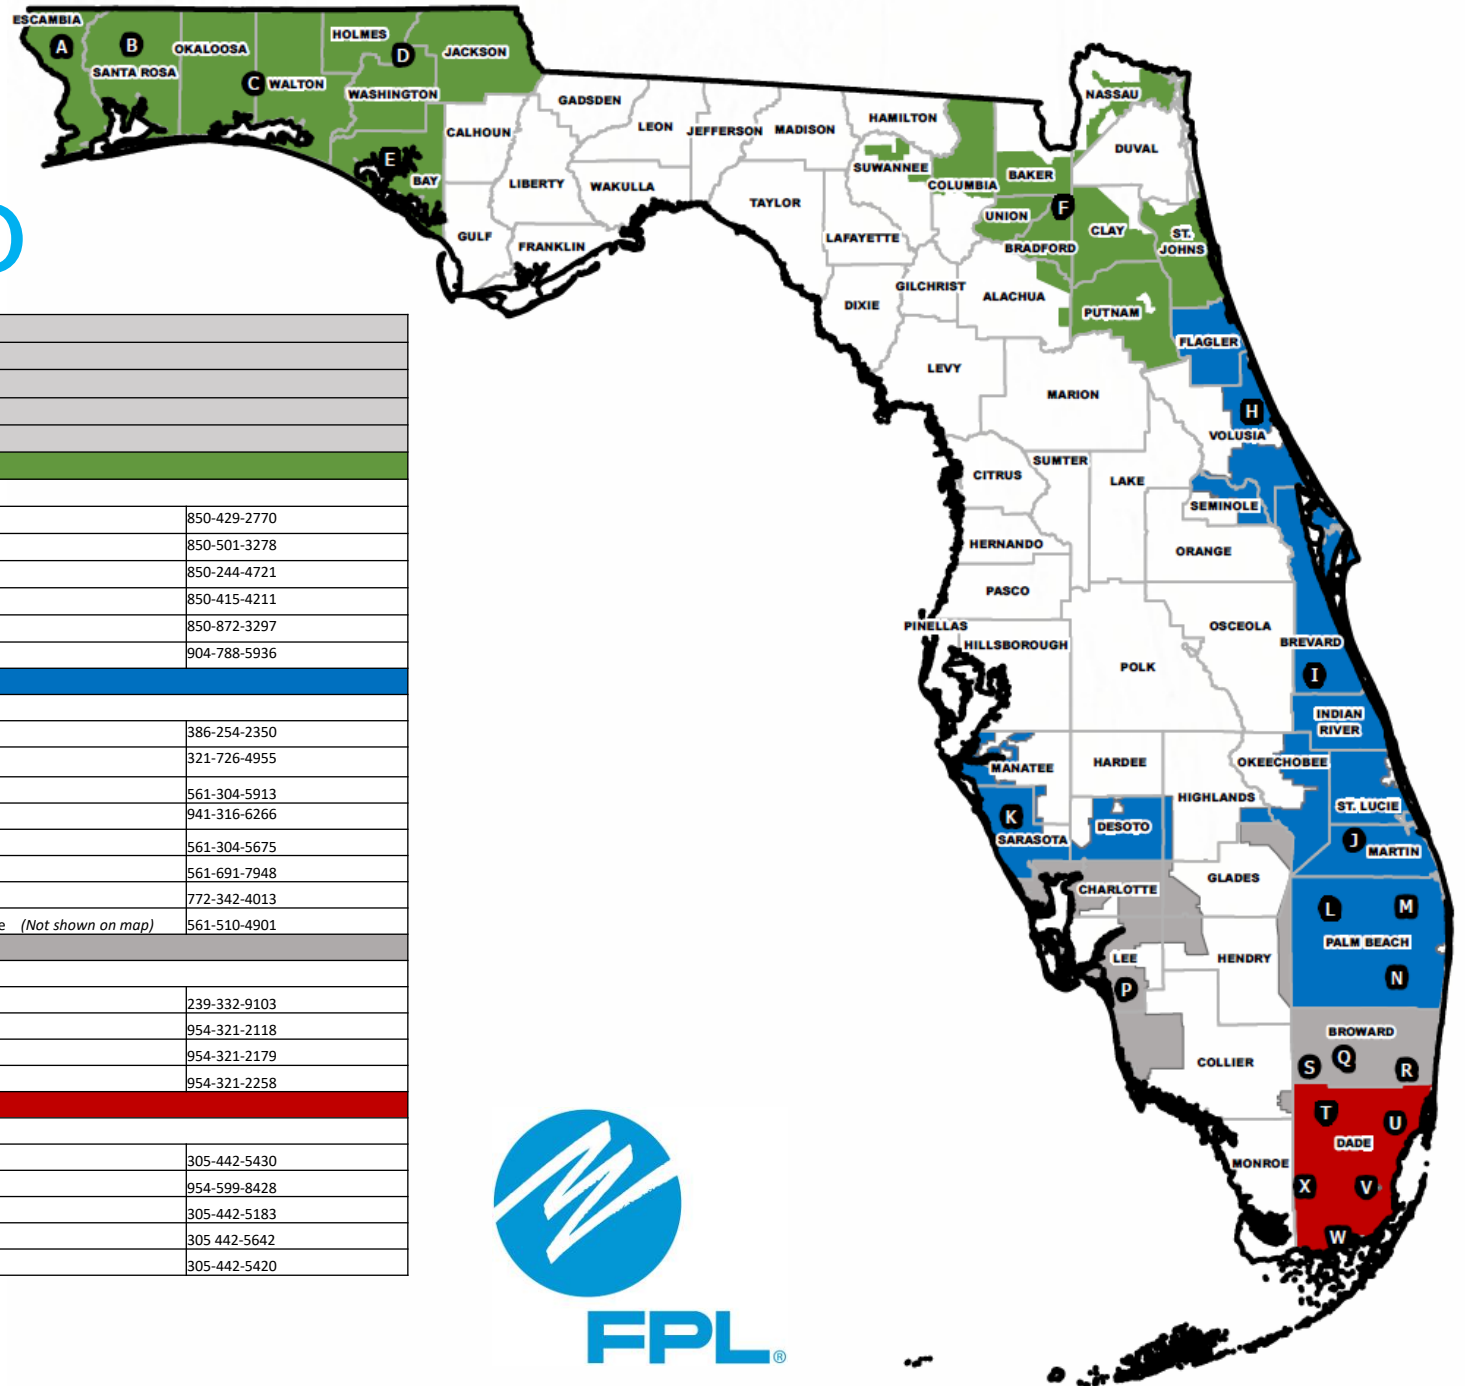 ESCAMBIA
A
B
SANTA ROSA
OKALOOSA
C
WALTON
HOLMES
D
JACKSON
WASHINGTON
E
BAY
CALHOUN
GULF
GADSDEN
LIBERTY
FRANKLIN
LEON
WAKULLA
JEFFERSON
MADISON
TAYLOR
HAMILTON
SUWANNEE
LAFAYETTE
DIXIE
COLUMBIA
GILCHRIST
BAKER
UNION
BRADFORD
F
ALACHUA
NASSAU
DUVAL
CLAY
ST.
JOHNS
PUTNAM
FLAGLER
LEVY
MARION
H
VOLUSIA
CITRUS
SUMTER
LAKE
SEMINOLE
HERNANDO
ORANGE
PASCO
PINELLAS
HILLSBOROUGH
POLK
OSCEOLA
BREVARD
I
INDIAN
RIVER
MANATEE
HARDEE
OKEECHOBEE
HIGHLANDS
ST. LUCIE
K
SARASOTA
DESOTO
J
MARTIN
CHARLOTTE
GLADES
L
M
PALM BEACH
N
LEE
P
HENDRY
COLLIER
BROWARD
S
Q
R
T
U
DADE
MONROE
X
V
W
850-429-2770
850-501-3278
850-244-4721
850-415-4211
850-872-3297
904-788-5936
386-254-2350
321-726-4955
561-304-5913
941-316-6266
561-304-5675
561-691-7948
772-342-4013
e (Not shown on map) 561-510-4901
239-332-9103
954-321-2118
954-321-2179
954-321-2258
305-442-5430
954-599-8428
305-442-5183
305 442-5642
305-442-5420
FPL®